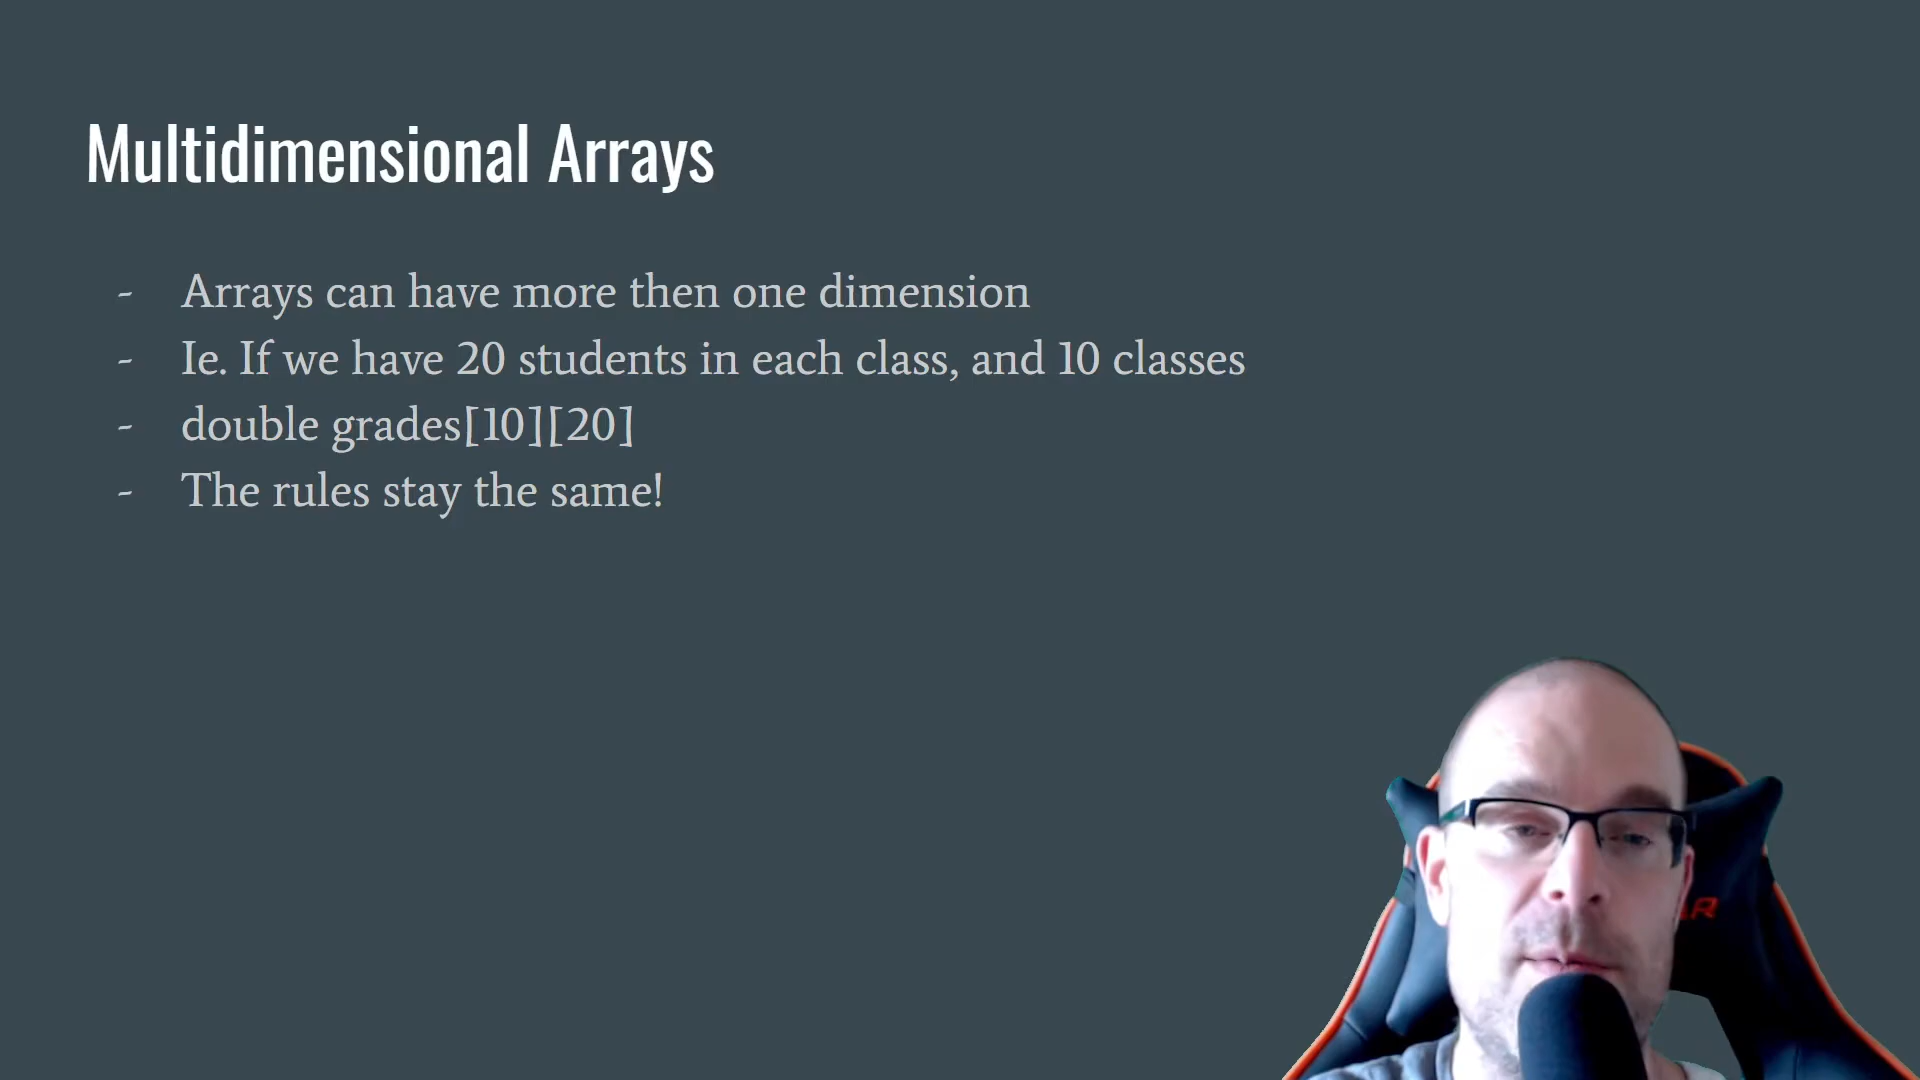 Multidimensional Arrays
- Arrays can have more then one dimension
- Ie. If we have 20 students in each class, and 10 classes
- double grades[10][20]
- The rules stay the same!